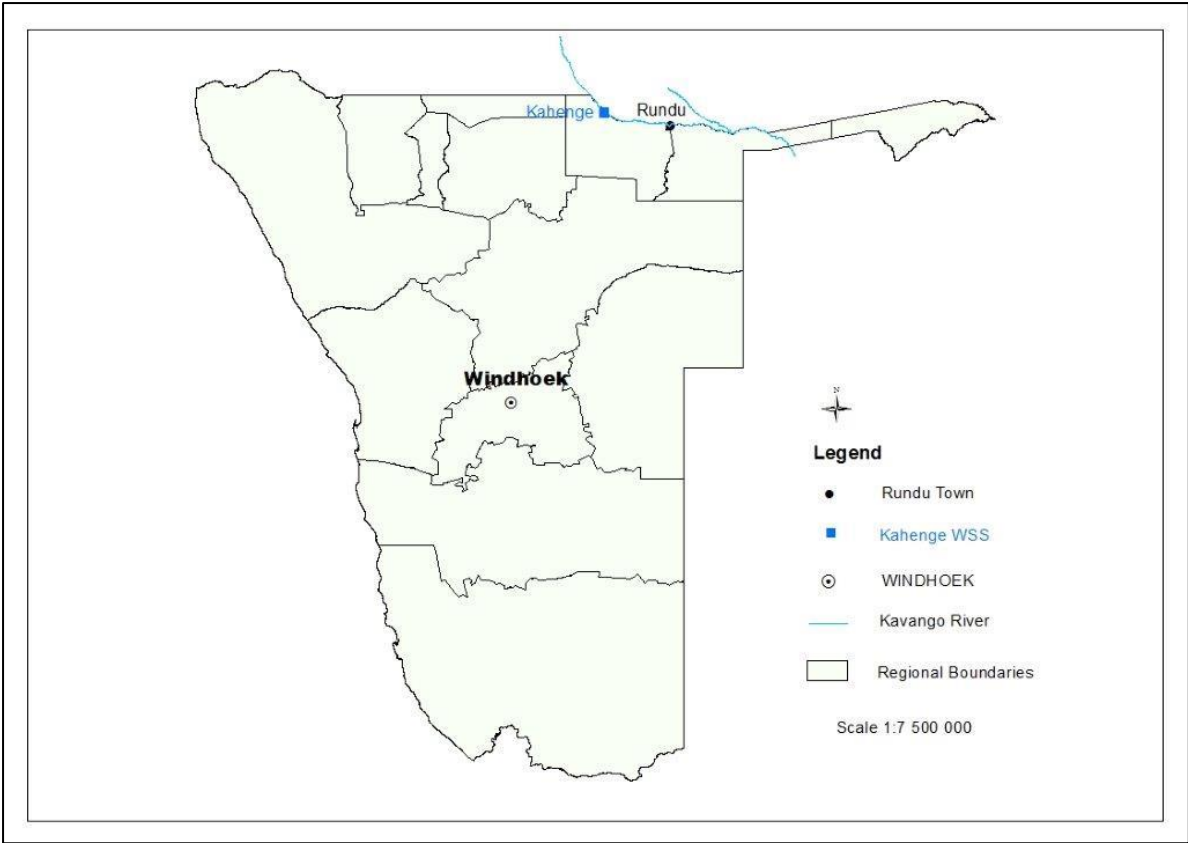 Kahenge
Rundu
Windhoek
N
Legend
Rundu Town
Kahenge WSS
WINDHOEK
Kavango River
Regional Boundaries
Scale 1:7 500 000